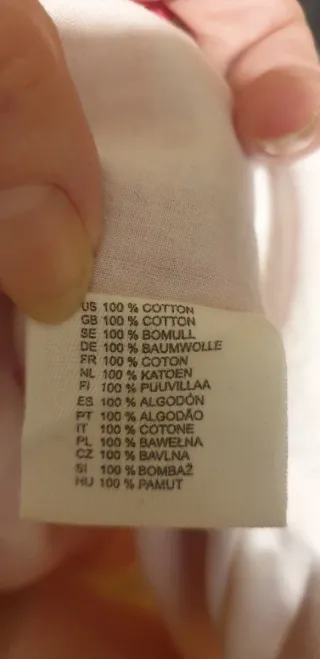 US 100 % COTTON
GB 100 % COTTON
SE 100 % BOMULL
DE 100 % BAUMWOLLE
FR 100 % COTON
NL 100 % KATOEN
FI 100 % PUUVILLAA
ES 100 % ALGODÓN
PT 100 % ALGODÃO
IT 100 % COTONE
PL 100 % BAWEŁNA
CZ 100 % BAVLNA
SI 100 % BOMBAŽ
HU 100 % PAMUT